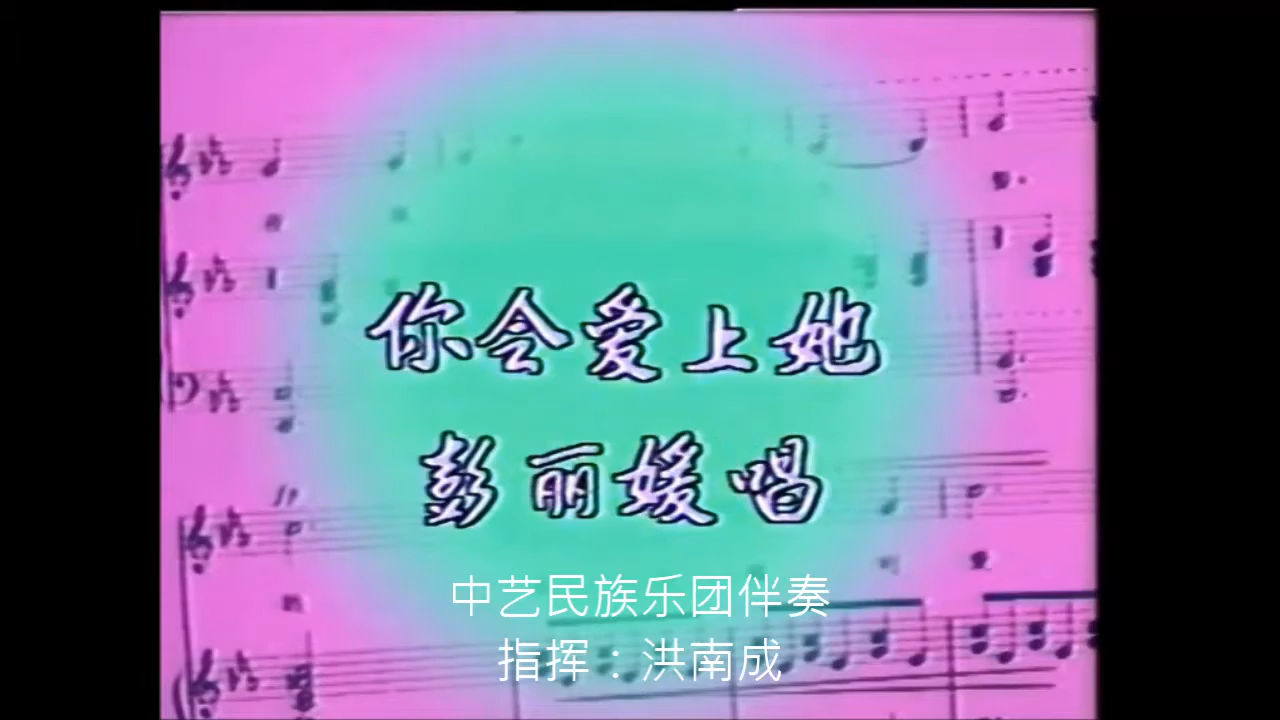 你会爱上她
彭丽媛唱
中艺民族乐团伴奏
指挥：洪南成